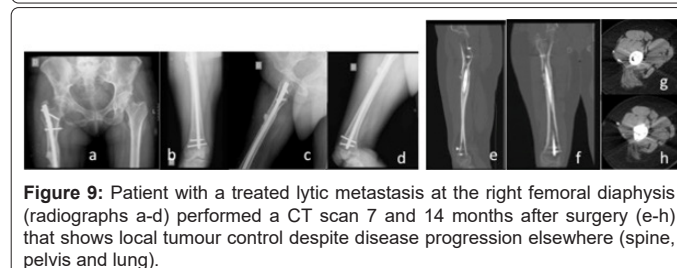 a
b
c
d
e
f
g
h
Figure 9: Patient with a treated lytic metastasis at the right femoral diaphysis
(radiographs a-d) performed a CT scan 7 and 14 months after surgery (e-h)
that shows local tumour control despite disease progression elsewhere (spine,
pelvis and lung).